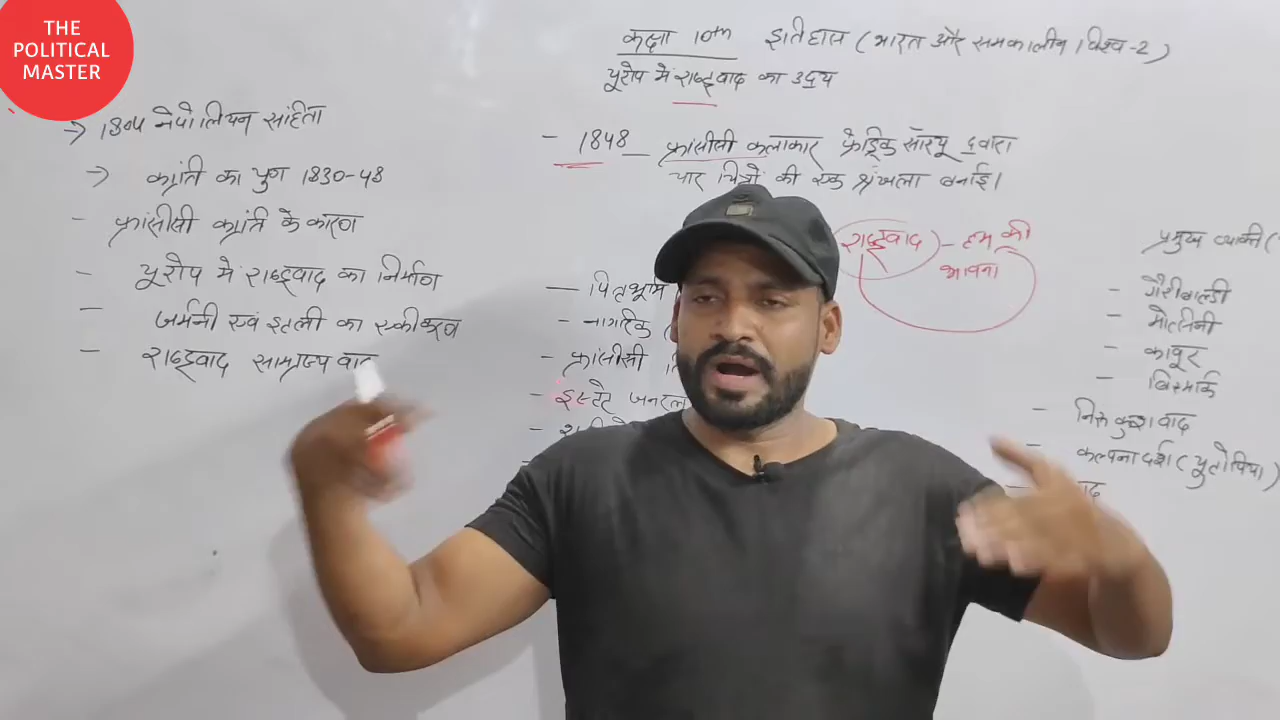 THE
POLITICAL
MASTER
कक्षा 10th इतिहास (भारत और समकालीन विश्व-2)
यूरोप में राष्ट्रवाद का उदय
→ 1804 नेपोलियन संहिता
→ क्रांति का युग 1830-48
- फ्रांसीसी क्रांति के कारण
- यूरोप में राष्ट्रवाद का निर्माण
- जर्मनी एवं इटली का एकीकरण
- राष्ट्रवाद साम्राज्यवाद
- 1848 फ्रांसीसी कलाकार फ्रेड्रिक सॉरयू द्वारा
चार चित्रों की एक श्रृंखला बनाई।
राष्ट्रवाद - हम की
भावना
- पितृभूमि
- नागरिक
- फ्रांसीसी
- इस्टेट जनरल
प्रमुख व्यक्ति (
- गैरीबाल्डी
- मेत्सिनी
- कावूर
- बिस्मार्क
- निरंकुशवाद
- कल्पनादर्श (यूतोपिया)